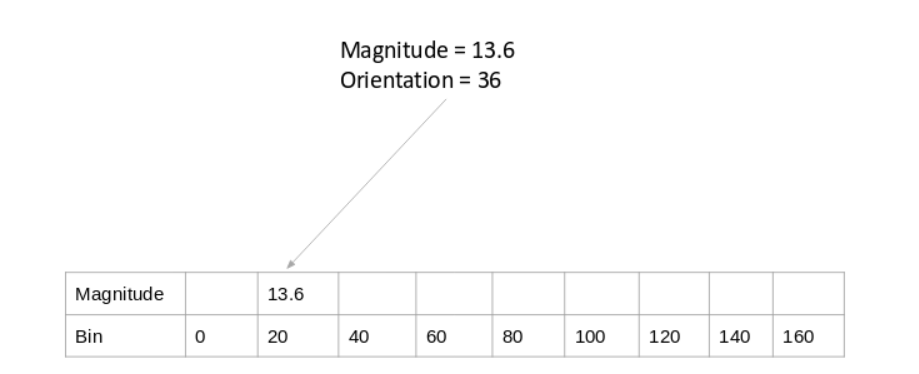 Magnitude = 13.6
Orientation = 36
Magnitude 13.6
Bin 0 20 40 60 80 100 120 140 160